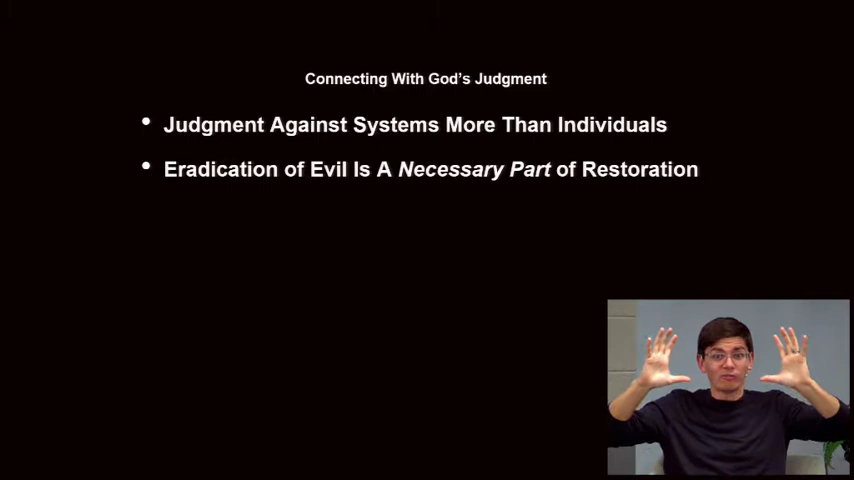 Connecting With God's Judgment
• Judgment Against Systems More Than Individuals
• Eradication of Evil Is A Necessary Part of Restoration